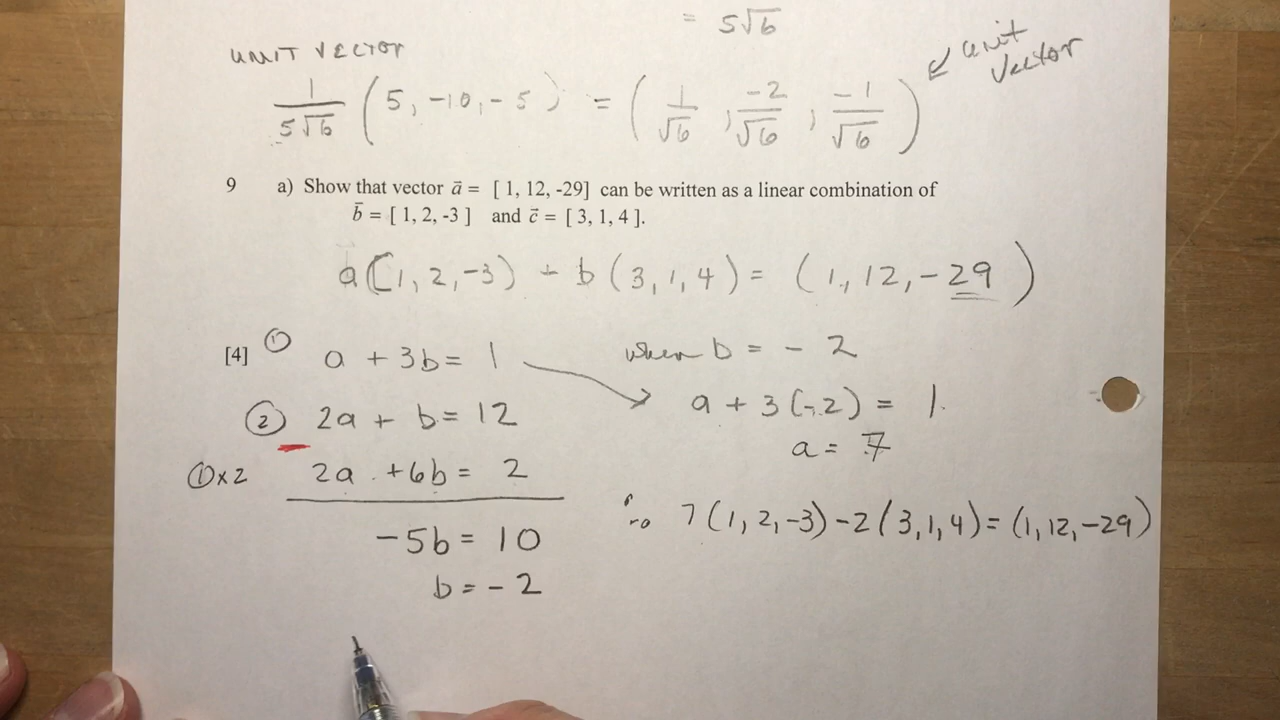 = 5√6
UNIT VECTOR
unit vector
1/5√6 (5, -10, -5) = (1/√6, -2/√6, -1/√6)
9 a) Show that vector a⃗ = [ 1, 12, -29] can be written as a linear combination of
b⃗ = [ 1, 2, -3 ] and c⃗ = [ 3, 1, 4 ].
a(1, 2, -3) + b(3, 1, 4) = (1, 12, -29)
[4] ① a + 3b = 1
② 2a + b = 12
①x2 2a + 6b = 2
-5b = 10
b = - 2
when b = - 2
a + 3(-2) = 1
a = 7
7(1, 2, -3) - 2(3, 1, 4) = (1, 12, -29)